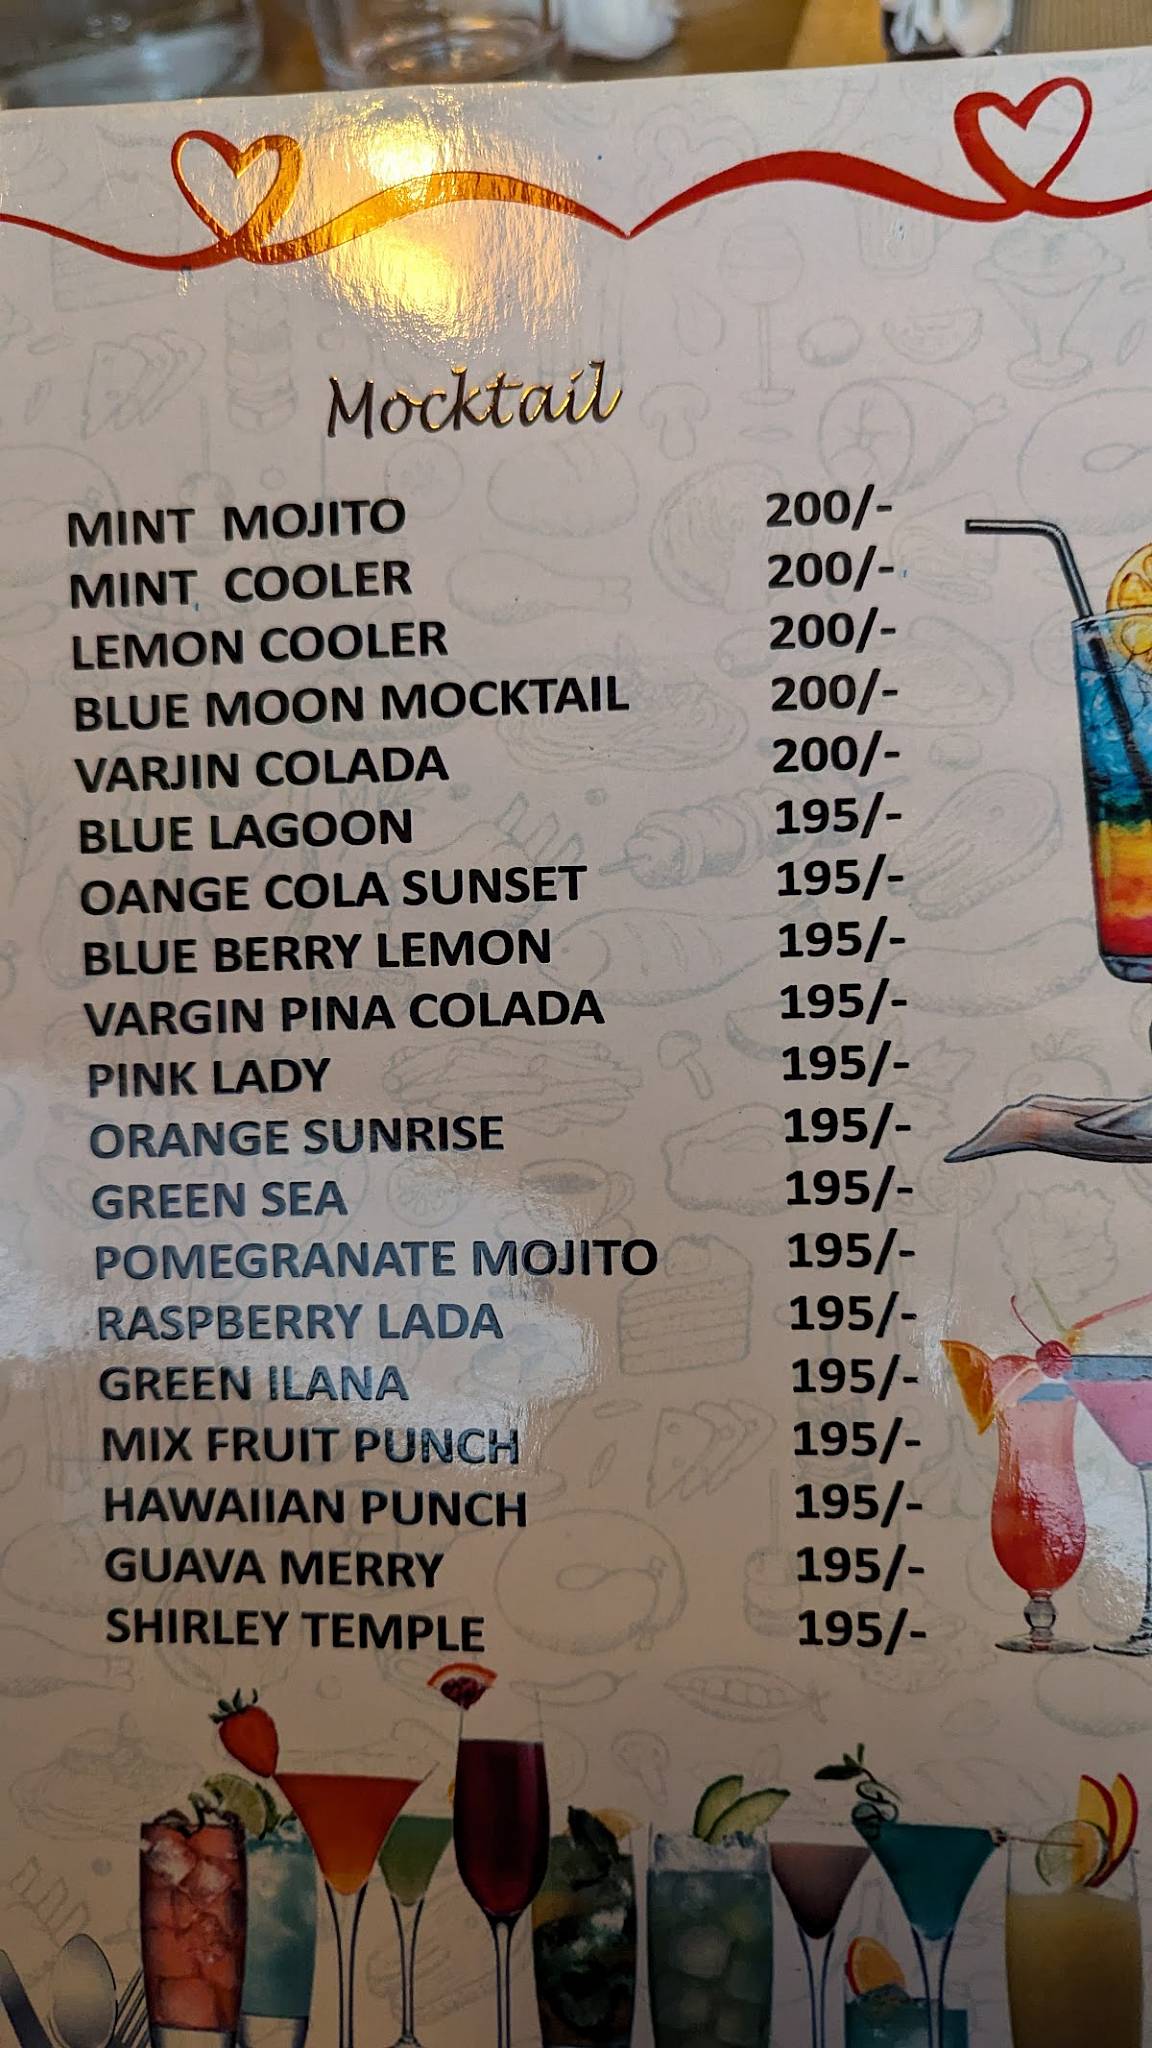 Mocktail
MINT MOJITO 200/-
MINT COOLER 200/-
LEMON COOLER 200/-
BLUE MOON MOCKTAIL 200/-
VARJIN COLADA 200/-
BLUE LAGOON 195/-
OANGE COLA SUNSET 195/-
BLUE BERRY LEMON 195/-
VARGIN PINA COLADA 195/-
PINK LADY 195/-
ORANGE SUNRISE 195/-
GREEN SEA 195/-
POMEGRANATE MOJITO 195/-
RASPBERRY LADA 195/-
GREEN ILANA 195/-
MIX FRUIT PUNCH 195/-
HAWAIIAN PUNCH 195/-
GUAVA MERRY 195/-
SHIRLEY TEMPLE 195/-